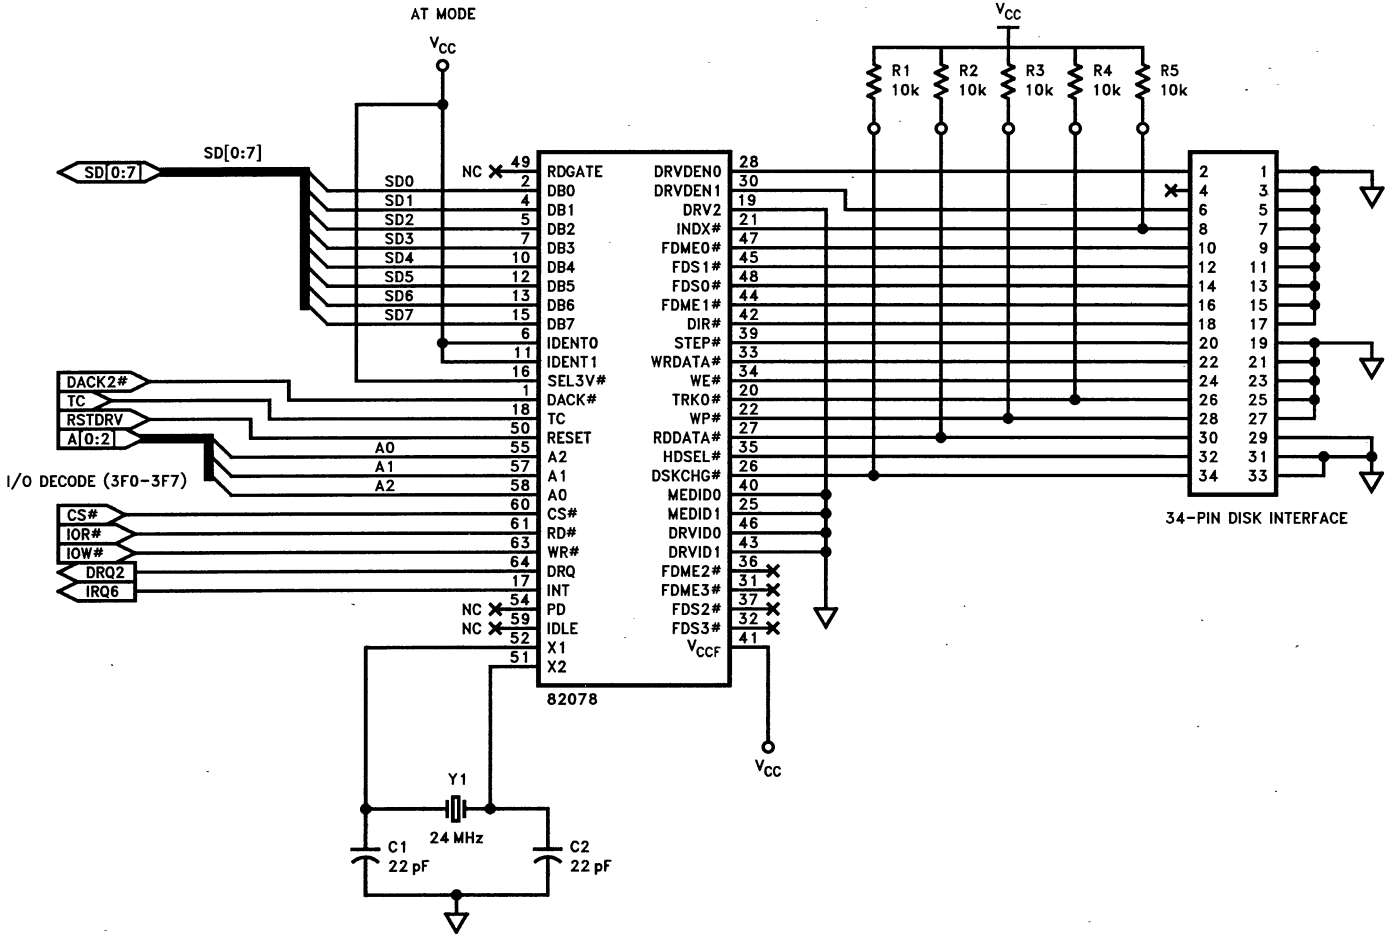 AT MODE
VCC
VCC
R1 10k
R2 10k
R3 10k
R4 10k
R5 10k
SD[0:7]
SD[0:7]
SD0
SD1
SD2
SD3
SD4
SD5
SD6
SD7
DACK2#
TC
RSTDRV
A[0:2]
A0
A1
A2
I/O DECODE (3F0-3F7)
CS#
IOR#
IOW#
DRQ2
IRQ6
NC 49 RDGATE
2 DB0
4 DB1
5 DB2
7 DB3
10 DB4
12 DB5
13 DB6
15 DB7
6 IDENT0
11 IDENT1
16 SEL3V#
1 DACK#
18 TC
50 RESET
55 A2
57 A1
58 A0
60 CS#
61 RD#
63 WR#
64 DRQ
17 INT
NC 54 PD
NC 59 IDLE
52 X1
51 X2
82078
DRVDEN0 28
DRVDEN1 30
DRV2 19
INDX# 21
FDME0# 47
FDS1# 45
FDS0# 48
FDME1# 44
DIR# 42
STEP# 39
WRDATA# 33
WE# 34
TRK0# 20
WP# 22
RDDATA# 27
HDSEL# 35
DSKCHG# 26
MEDID0 40
MEDID1 25
DRVID0 46
DRVID1 43
FDME2# 36
FDME3# 31
FDS2# 37
FDS3# 32
VCCF 41
VCC
2 1
4 3
6 5
8 7
10 9
12 11
14 13
16 15
18 17
20 19
22 21
24 23
26 25
28 27
30 29
32 31
34 33
34-PIN DISK INTERFACE
Y1
24 MHz
C1
22 pF
C2
22 pF